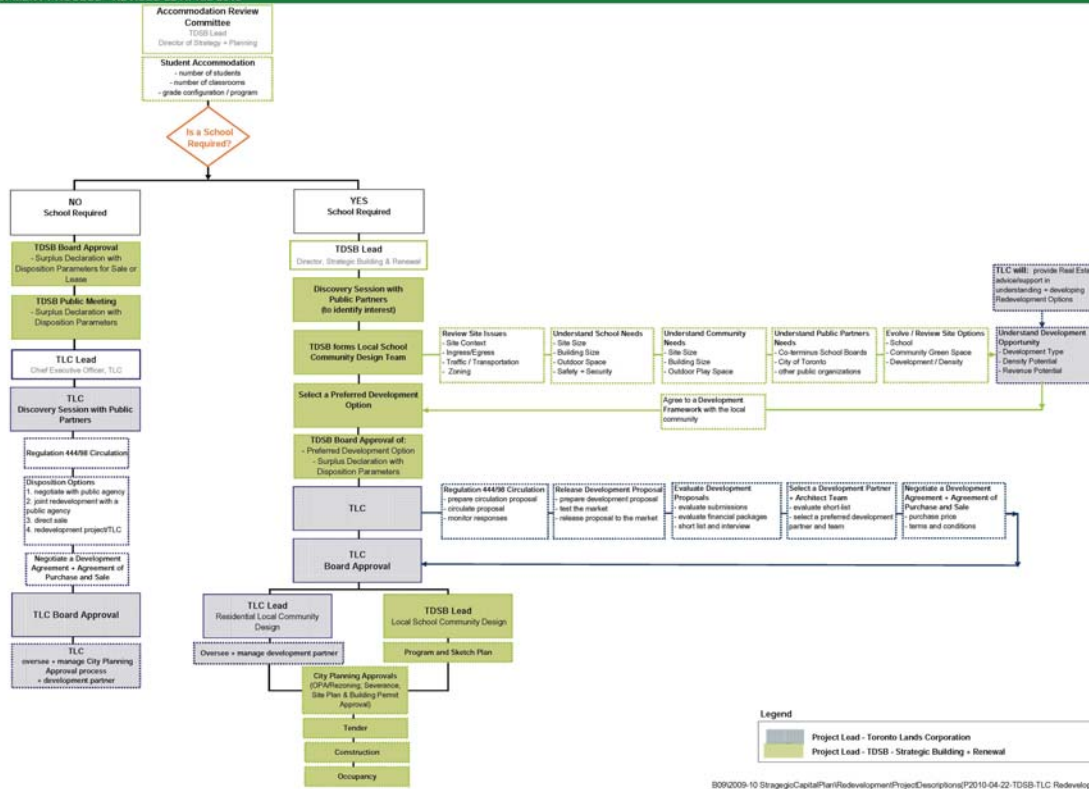 Accommodation Review
Committee
TDSB Lead
Director of Strategy + Planning
Student Accommodation
- number of students
- number of classrooms
- grade configuration / program
Is a School
Required?
NO
School Required
TDSB Board Approval
- Surplus Declaration with
Disposition Parameters for Sale or
Lease
TDSB Public Meeting
- Surplus Declaration with
Disposition Parameters
TLC Lead
Chief Executive Officer, TLC
TLC
Discovery Session with Public
Partners
Regulation 444/98 Circulation
Disposition Options
1. negotiate with public agency
2. joint redevelopment with a
public agency
3. direct sale
4. redevelopment project/TLC
Negotiate a Development
Agreement + Agreement of
Purchase and Sale
TLC Board Approval
TLC
oversee + manage City Planning
Approval process
+ development partner
YES
School Required
TDSB Lead
Director, Strategic Building & Renewal
Discovery Session with
Public Partners
(to identify interest)
TDSB forms Local School
Community Design Team
Review Site Issues
- Site Context
- Ingress/Egress
- Traffic / Transportation
- Zoning
Understand School Needs
- Site Size
- Building Size
- Outdoor Space
- Safety + Security
Understand Community
Needs
- Site Size
- Building Size
- Outdoor Play Space
Understand Public Partners
Needs
- Co-terminus School Boards
- City of Toronto
- other public organizations
Evolve / Review Site Options
- School
- Community Green Space
- Development / Density
TLC will: provide Real Esta
advice/support in
understanding + developing
Redevelopment Options
Understand Development
Opportunity
- Development Type
- Density Potential
- Revenue Potential
Agree to a Development
Framework with the local
community
Select a Preferred Development
Option
TDSB Board Approval of:
- Preferred Development Option
- Surplus Declaration with
Disposition Parameters
TLC
Regulation 444/98 Circulation
- prepare circulation proposal
- circulate proposal
- monitor responses
Release Development Proposal
- prepare development proposal
- test the market
- release proposal to the market
Evaluate Development
Proposals
- evaluate submissions
- evaluate financial packages
- short list and interview
Select a Development Partner
+ Architect Team
- evaluate short-list
- select a preferred development
partner and team
Negotiate a Development
Agreement + Agreement of
Purchase and Sale
- purchase price
- terms and conditions
TLC
Board Approval
TLC Lead
Residential Local Community
Design
Oversee + manage development partner
TDSB Lead
Local School Community Design
Program and Sketch Plan
City Planning Approvals
(OPA/Rezoning; Severance,
Site Plan & Building Permit
Approval)
Tender
Construction
Occupancy
Legend
Project Lead - Toronto Lands Corporation
Project Lead - TDSB - Strategic Building + Renewal
B09\2009-10 StragegicCapitalPlan\RedevelopmentProjectDescriptions(P2010-04-22-TDSB-TLC Redevelop